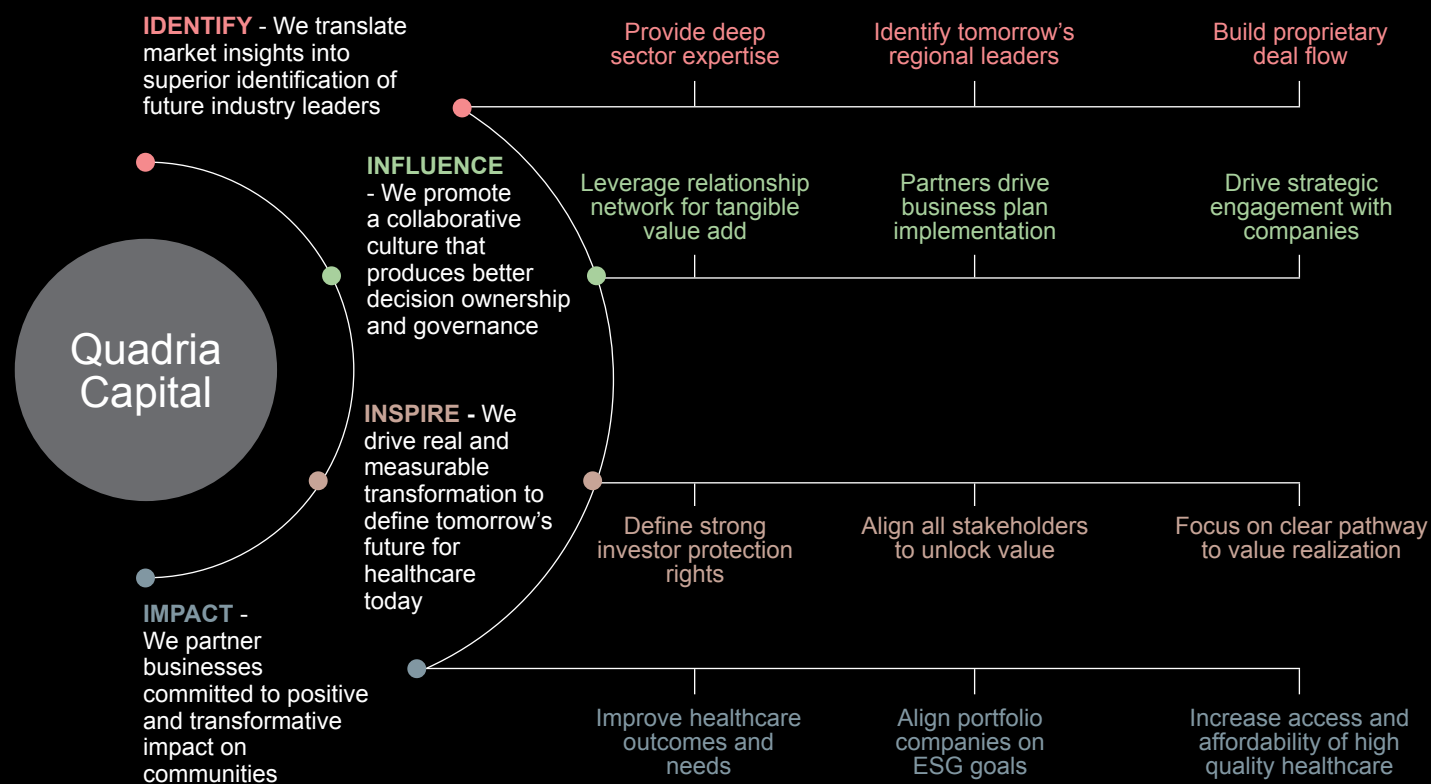 IDENTIFY - We translate
market insights into
superior identification of
future industry leaders
Provide deep
sector expertise
Identify tomorrow’s
regional leaders
Build proprietary
deal flow
INFLUENCE
- We promote
a collaborative
culture that
produces better
decision ownership
and governance
Leverage relationship
network for tangible
value add
Partners drive
business plan
implementation
Drive strategic
engagement with
companies
Quadria
Capital
INSPIRE - We
drive real and
measurable
transformation to
define tomorrow’s
future for
healthcare
today
Define strong
investor protection
rights
Align all stakeholders
to unlock value
Focus on clear pathway
to value realization
IMPACT -
We partner
businesses
committed to positive
and transformative
impact on
communities
Improve healthcare
outcomes and
needs
Align portfolio
companies on
ESG goals
Increase access and
affordability of high
quality healthcare